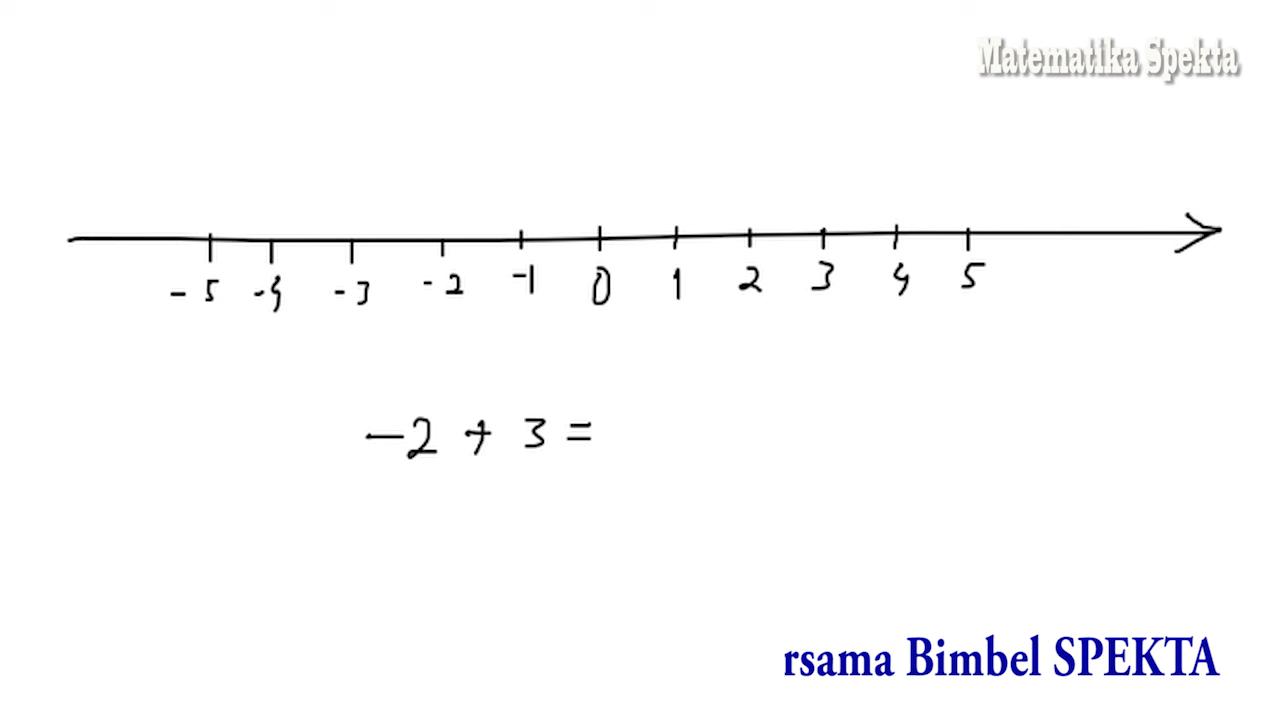 Matematika Spekta
-5 -4 -3 -2 -1 0 1 2 3 4 5
-2 + 3 =
rsama Bimbel SPEKTA